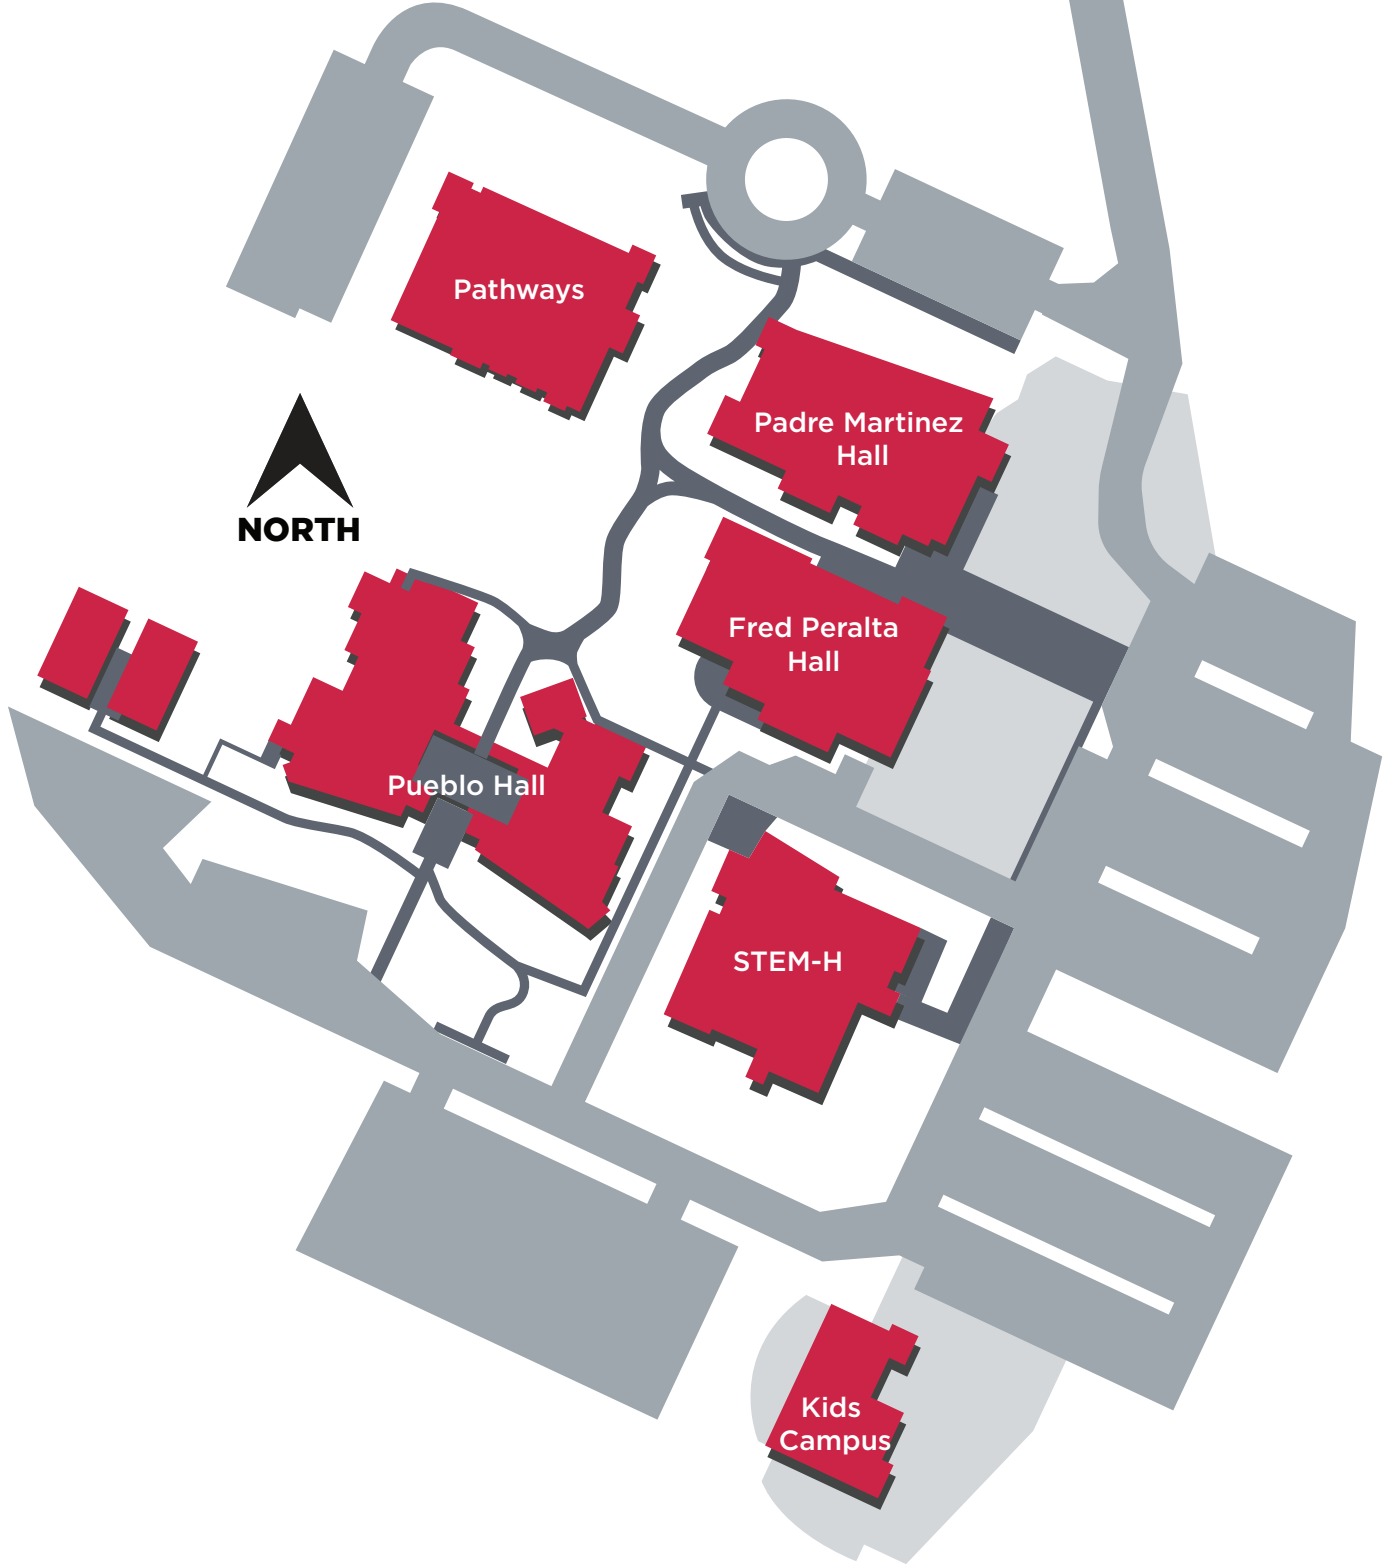 Pathways
Padre Martinez
Hall
NORTH
Fred Peralta
Hall
Pueblo Hall
STEM-H
Kids
Campus